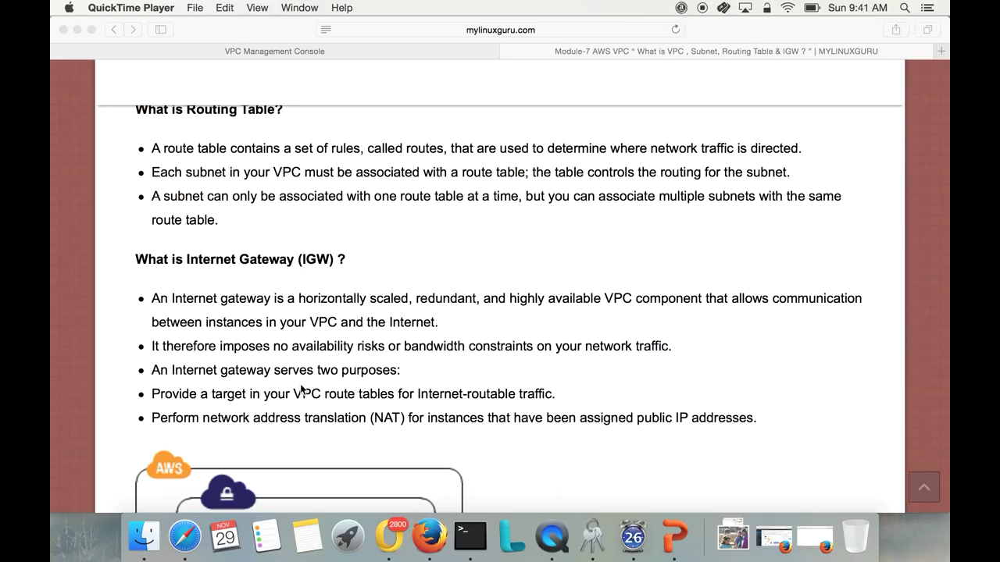 QuickTime Player File Edit View Window Help Sun 9:41 AM
mylinuxguru.com
VPC Management Console
Module-7 AWS VPC “ What is VPC , Subnet, Routing Table & IGW ? ” | MYLINUXGURU
What is Routing Table?
A route table contains a set of rules, called routes, that are used to determine where network traffic is directed.
Each subnet in your VPC must be associated with a route table; the table controls the routing for the subnet.
A subnet can only be associated with one route table at a time, but you can associate multiple subnets with the same
route table.
What is Internet Gateway (IGW) ?
An Internet gateway is a horizontally scaled, redundant, and highly available VPC component that allows communication
between instances in your VPC and the Internet.
It therefore imposes no availability risks or bandwidth constraints on your network traffic.
An Internet gateway serves two purposes:
Provide a target in your VPC route tables for Internet-routable traffic.
Perform network address translation (NAT) for instances that have been assigned public IP addresses.
AWS
NOV
29
2800
>_
26